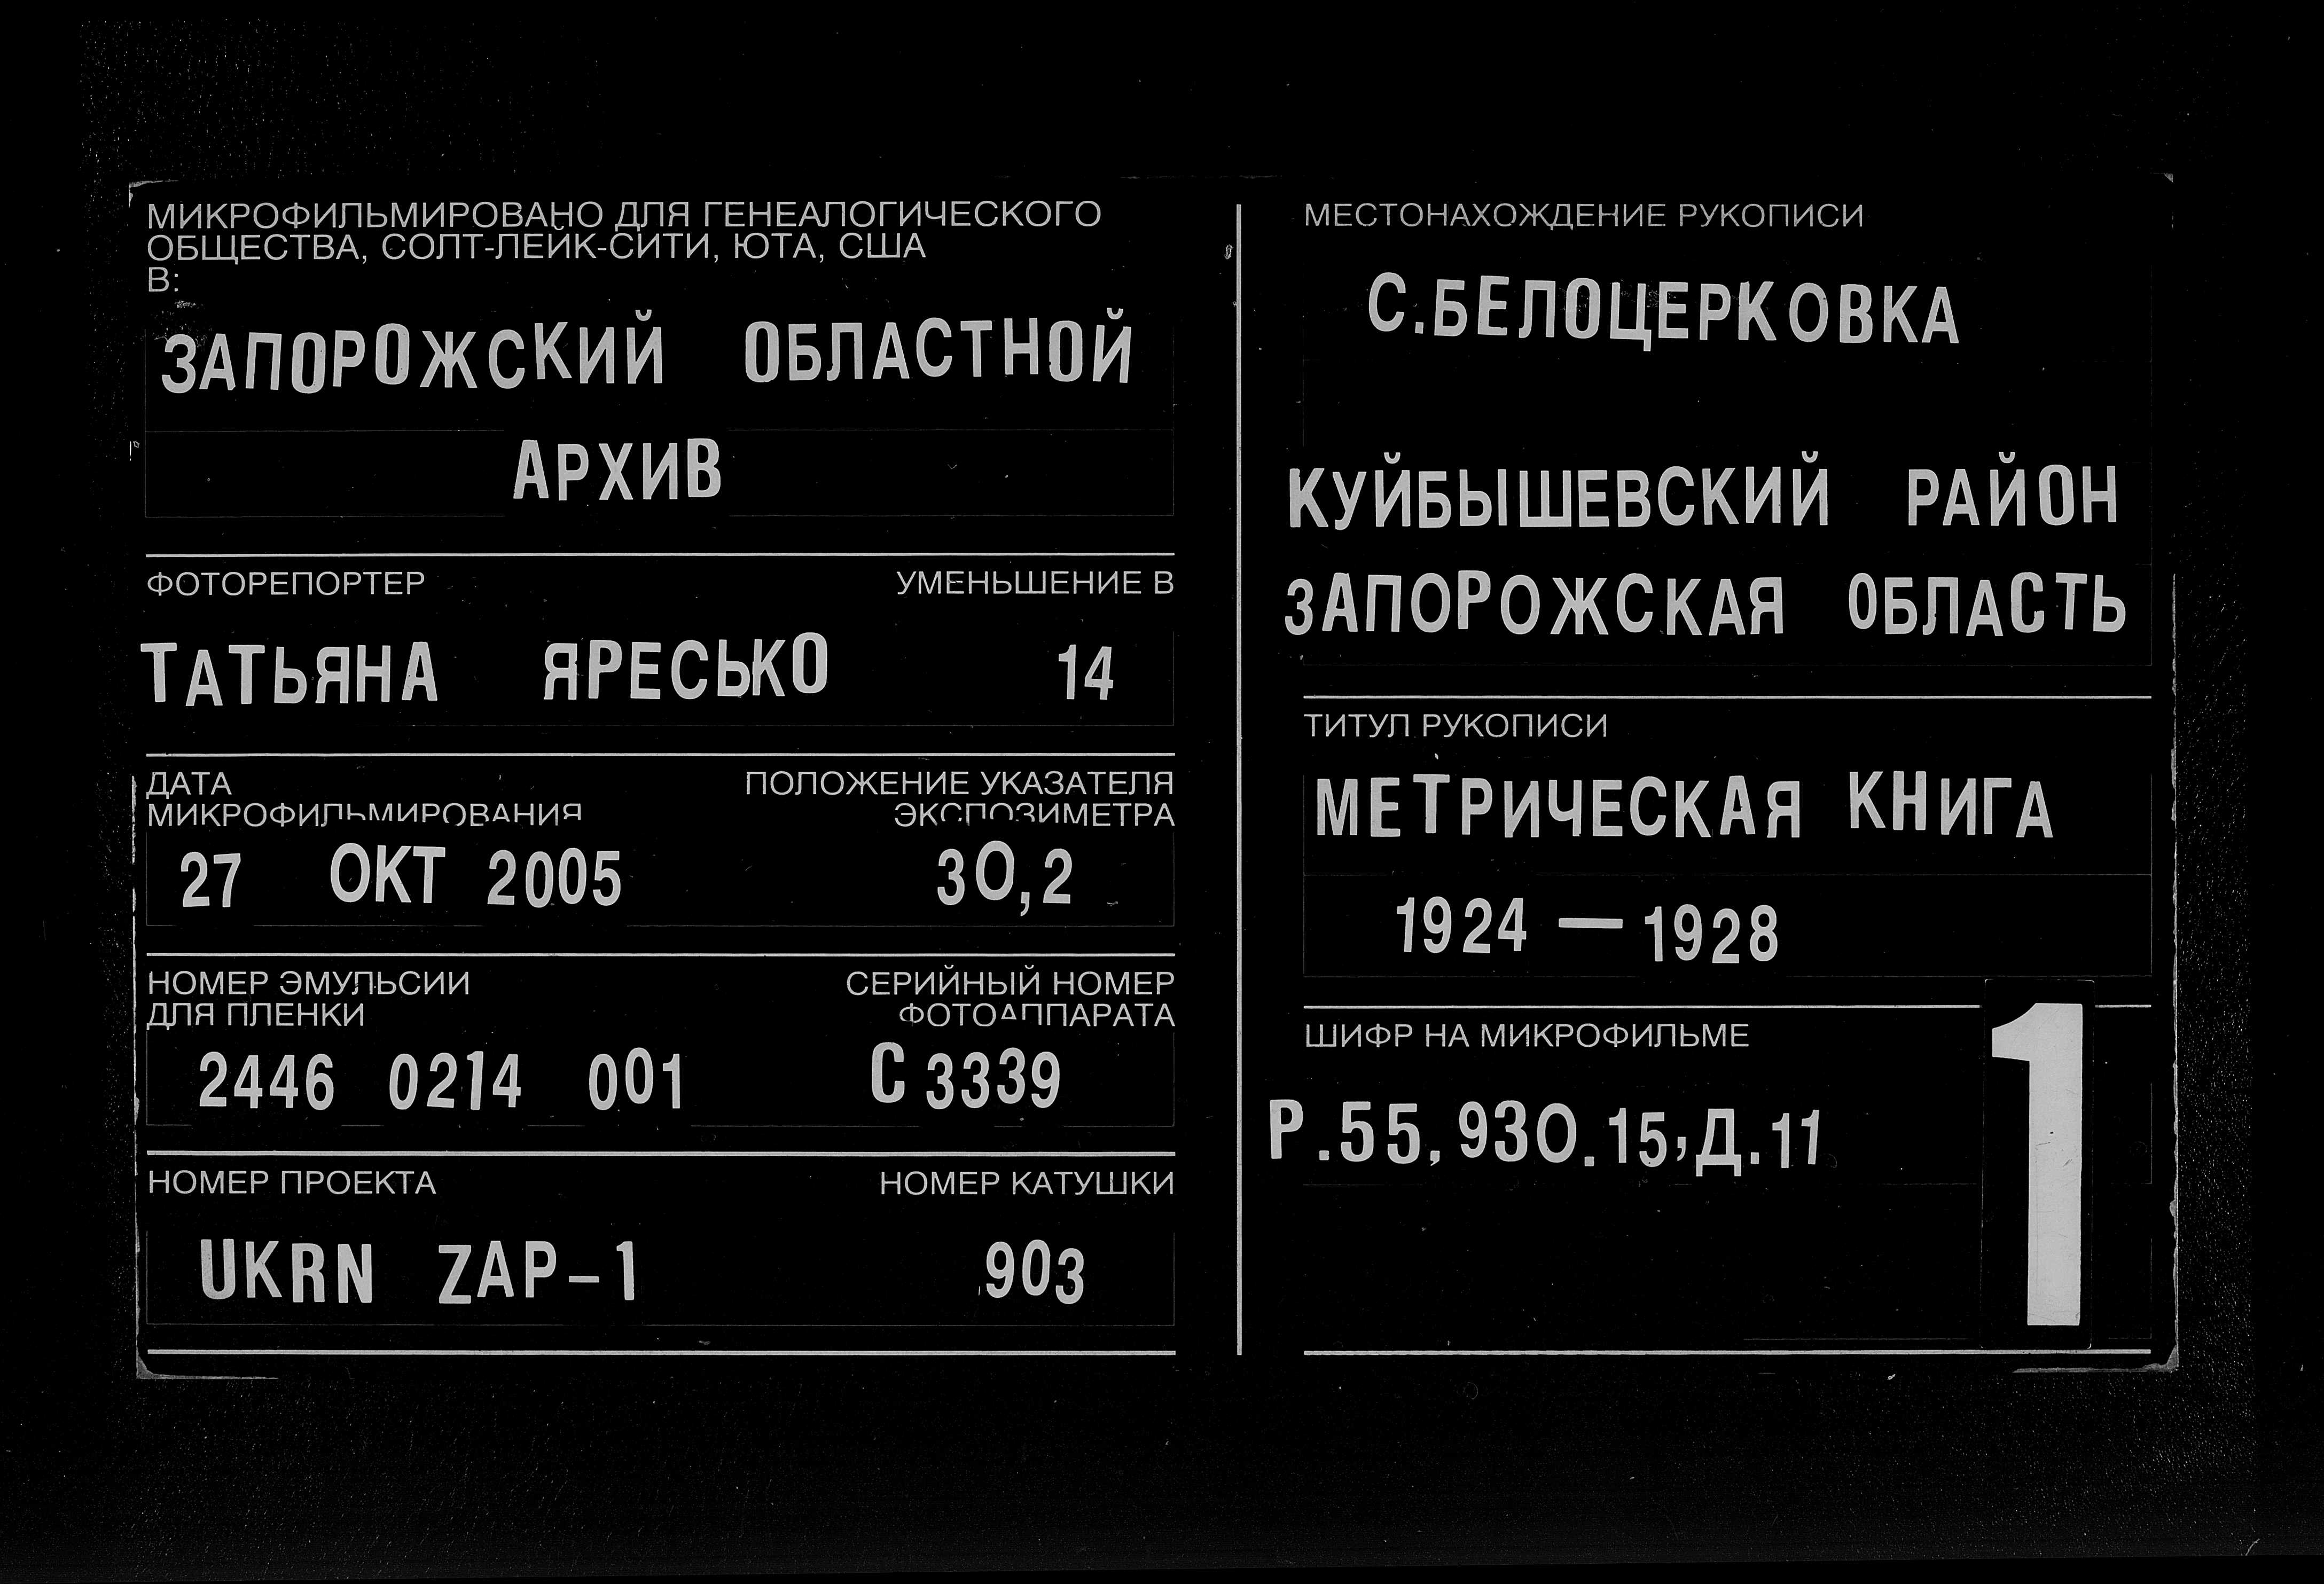 МИКРОФИЛЬМИРОВАНО ДЛЯ ГЕНЕАЛОГИЧЕСКОГО
ОБЩЕСТВА, СОЛТ-ЛЕЙК-СИТИ, ЮТА, США
В:
ЗАПОРОЖСКИЙ ОБЛАСТНОЙ
АРХИВ
ФОТОРЕПОРТЕР УМЕНЬШЕНИЕ В
ТАТЬЯНА ЯРЕСЬКО 14
ДАТА ПОЛОЖЕНИЕ УКАЗАТЕЛЯ
МИКРОФИЛЬМИРОВАНИЯ ЭКСПОЗИМЕТРА
27 ОКТ 2005 30,2
НОМЕР ЭМУЛЬСИИ СЕРИЙНЫЙ НОМЕР
ДЛЯ ПЛЕНКИ ФОТОАППАРАТА
2446 0214 001 С3339
НОМЕР ПРОЕКТА НОМЕР КАТУШКИ
UKRN ZAP-1 903
МЕСТОНАХОЖДЕНИЕ РУКОПИСИ
С.БЕЛОЦЕРКОВКА
КУЙБЫШЕВСКИЙ РАЙОН
ЗАПОРОЖСКАЯ ОБЛАСТЬ
ТИТУЛ РУКОПИСИ
МЕТРИЧЕСКАЯ КНИГА
1924 — 1928
ШИФР НА МИКРОФИЛЬМЕ
Р.55, 930.15,Д.11
1